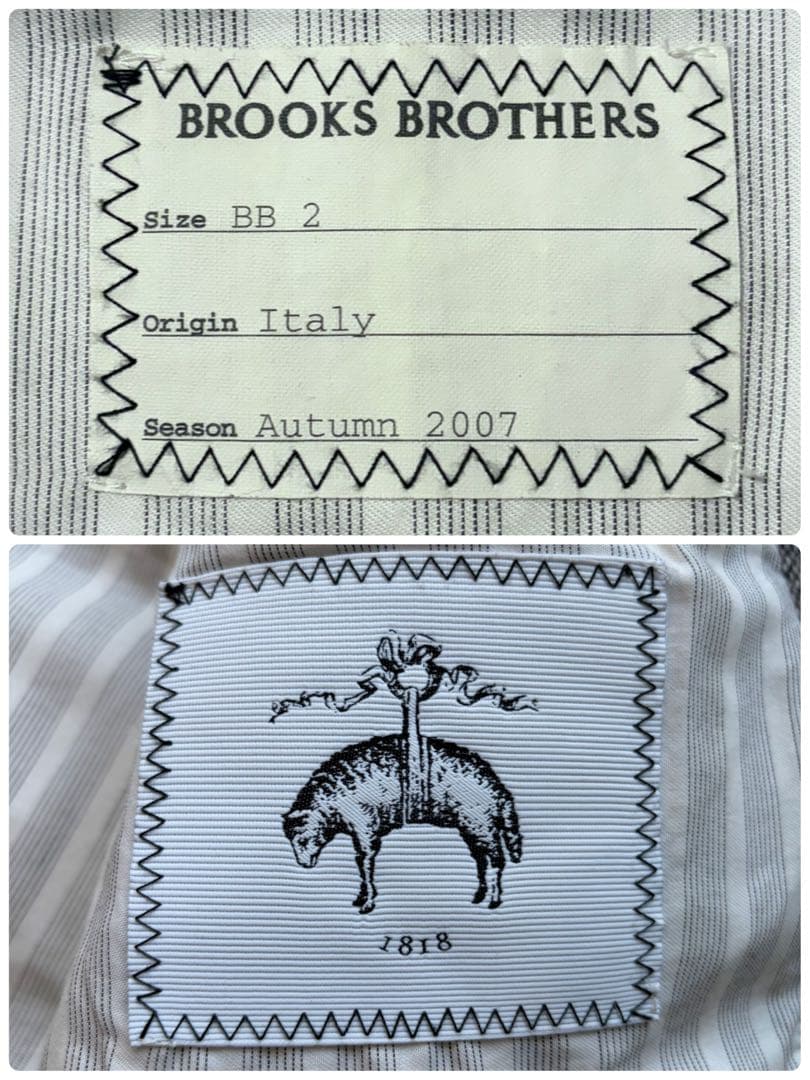 BROOKS BROTHERS
Size BB 2
Origin Italy
Season Autumn 2007
1818